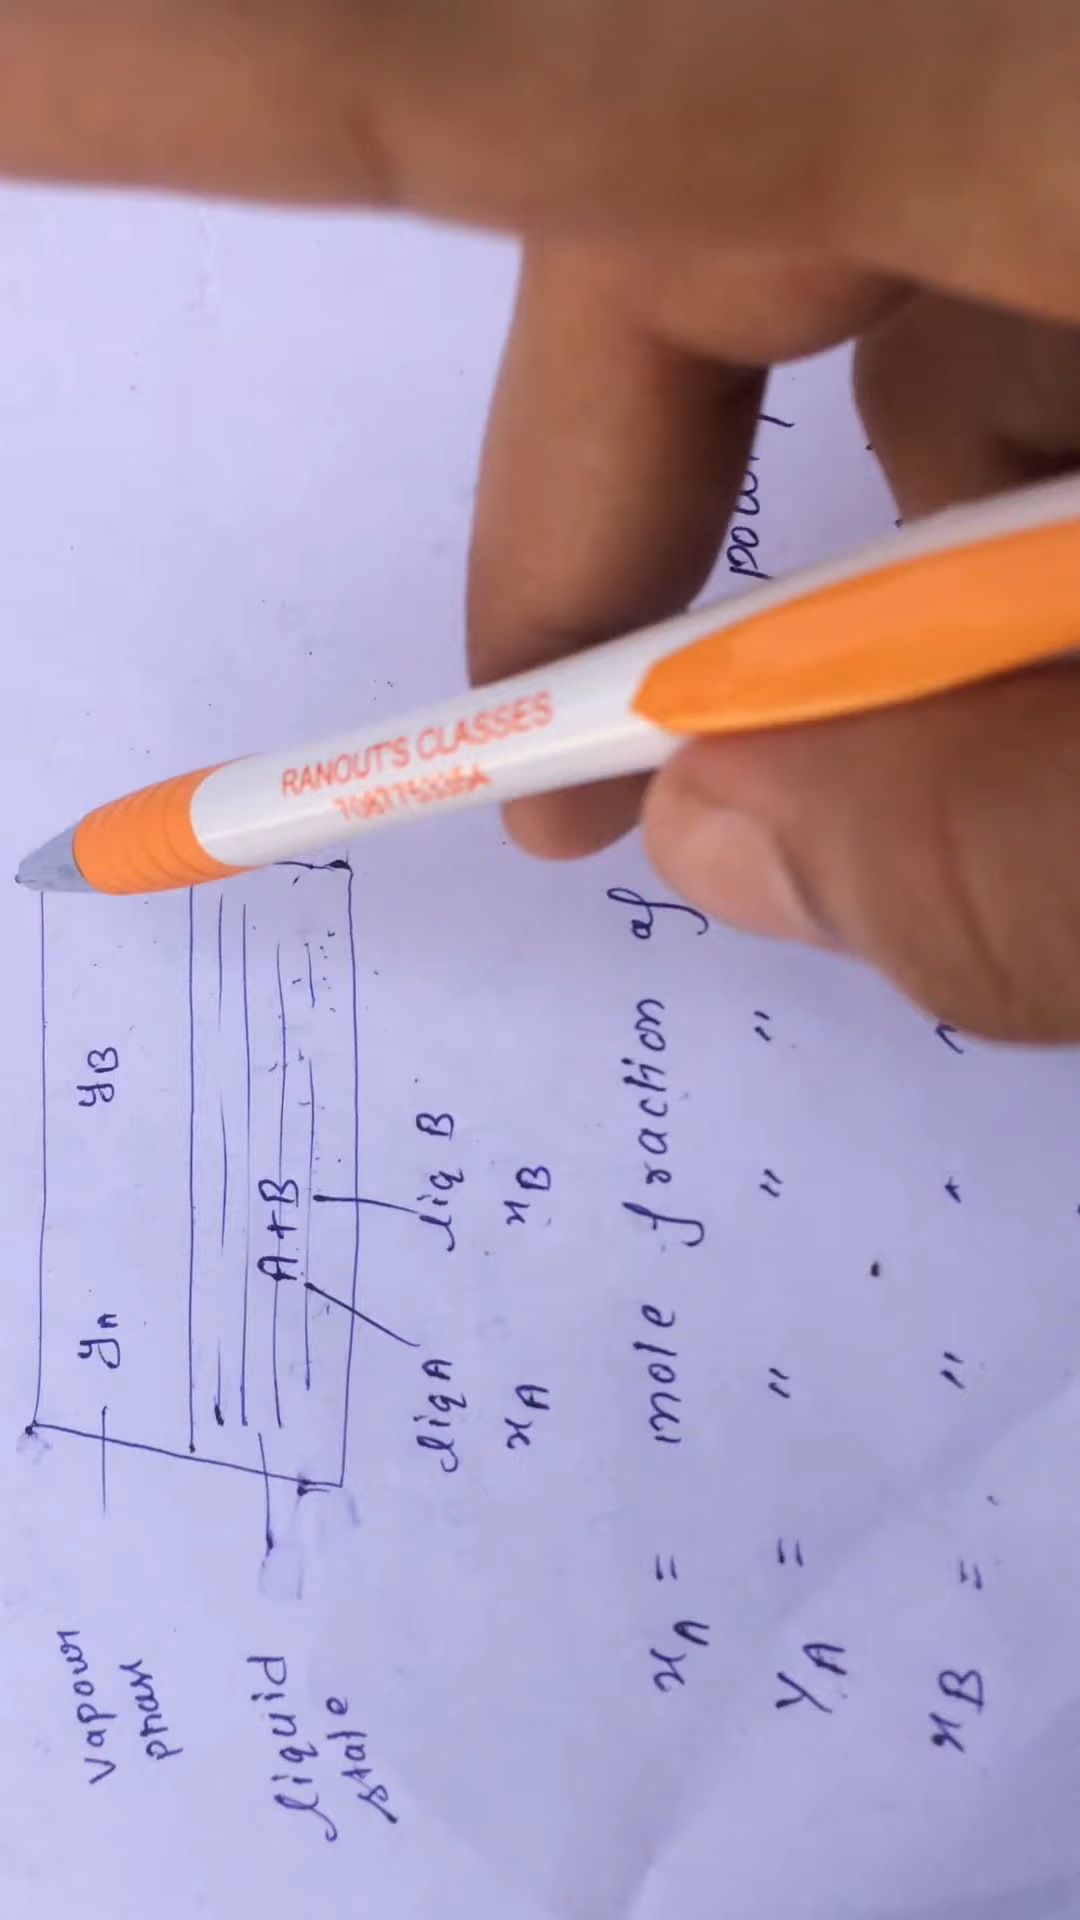 vapour
phase
yA yB
liquid
state
A+B
liq A liq B
xA xB
xA = mole fraction of
YA = " " "
xB = " "
RANOUT'S CLASSES